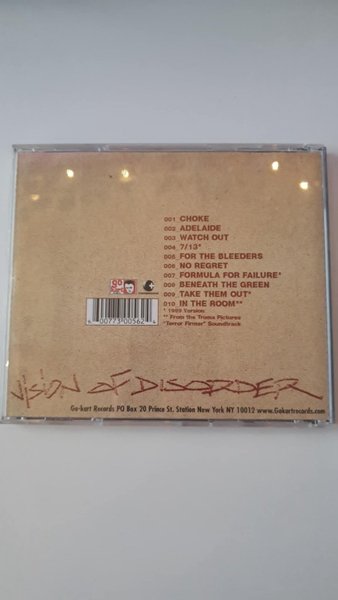 001 CHOKE
002 ADELAIDE
003 WATCH OUT
004 7/13*
005 FOR THE BLEEDERS
006 NO REGRET
007 FORMULA FOR FAILURE*
008 BENEATH THE GREEN
009 TAKE THEM OUT*
010 IN THE ROOM**
* 1999 Version.
** From the Troma Pictures
"Terror Firmer" Soundtrack
Vision of DISORDER
Go-kart Records PO Box 20 Prince St. Station New York NY 10012 www.Gokartrecords.com